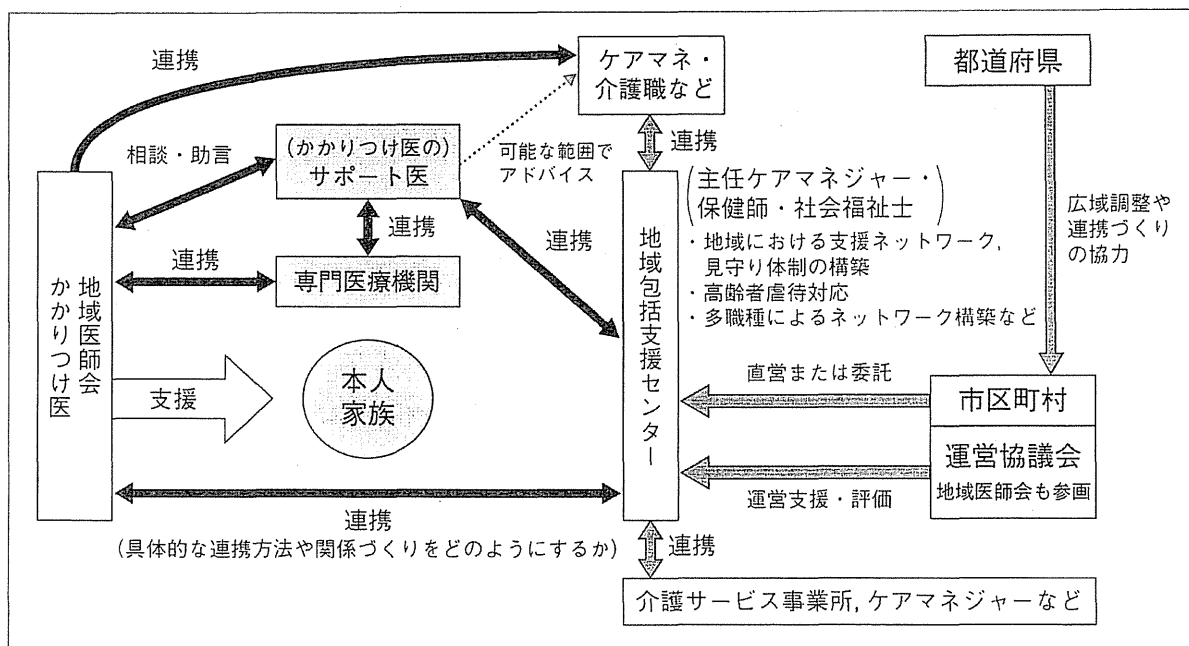 連携
ケアマネ・
介護職など
都道府県
相談・助言
(かかりつけ医の)
サポート医
可能な範囲で
アドバイス
連携
(主任ケアマネジャー・
保健師・社会福祉士)
・地域における支援ネットワーク,
見守り体制の構築
・高齢者虐待対応
・多職種によるネットワーク構築など
広域調整や
連携づくり
の協力
連携
連携
連携
専門医療機関
地域医師会
かかりつけ医
地域包括支援センター
支援
本人
家族
直営または委託
市区町村
運営協議会
地域医師会も参画
運営支援・評価
連携
(具体的な連携方法や関係づくりをどのようにするか)
連携
介護サービス事業所, ケアマネジャーなど